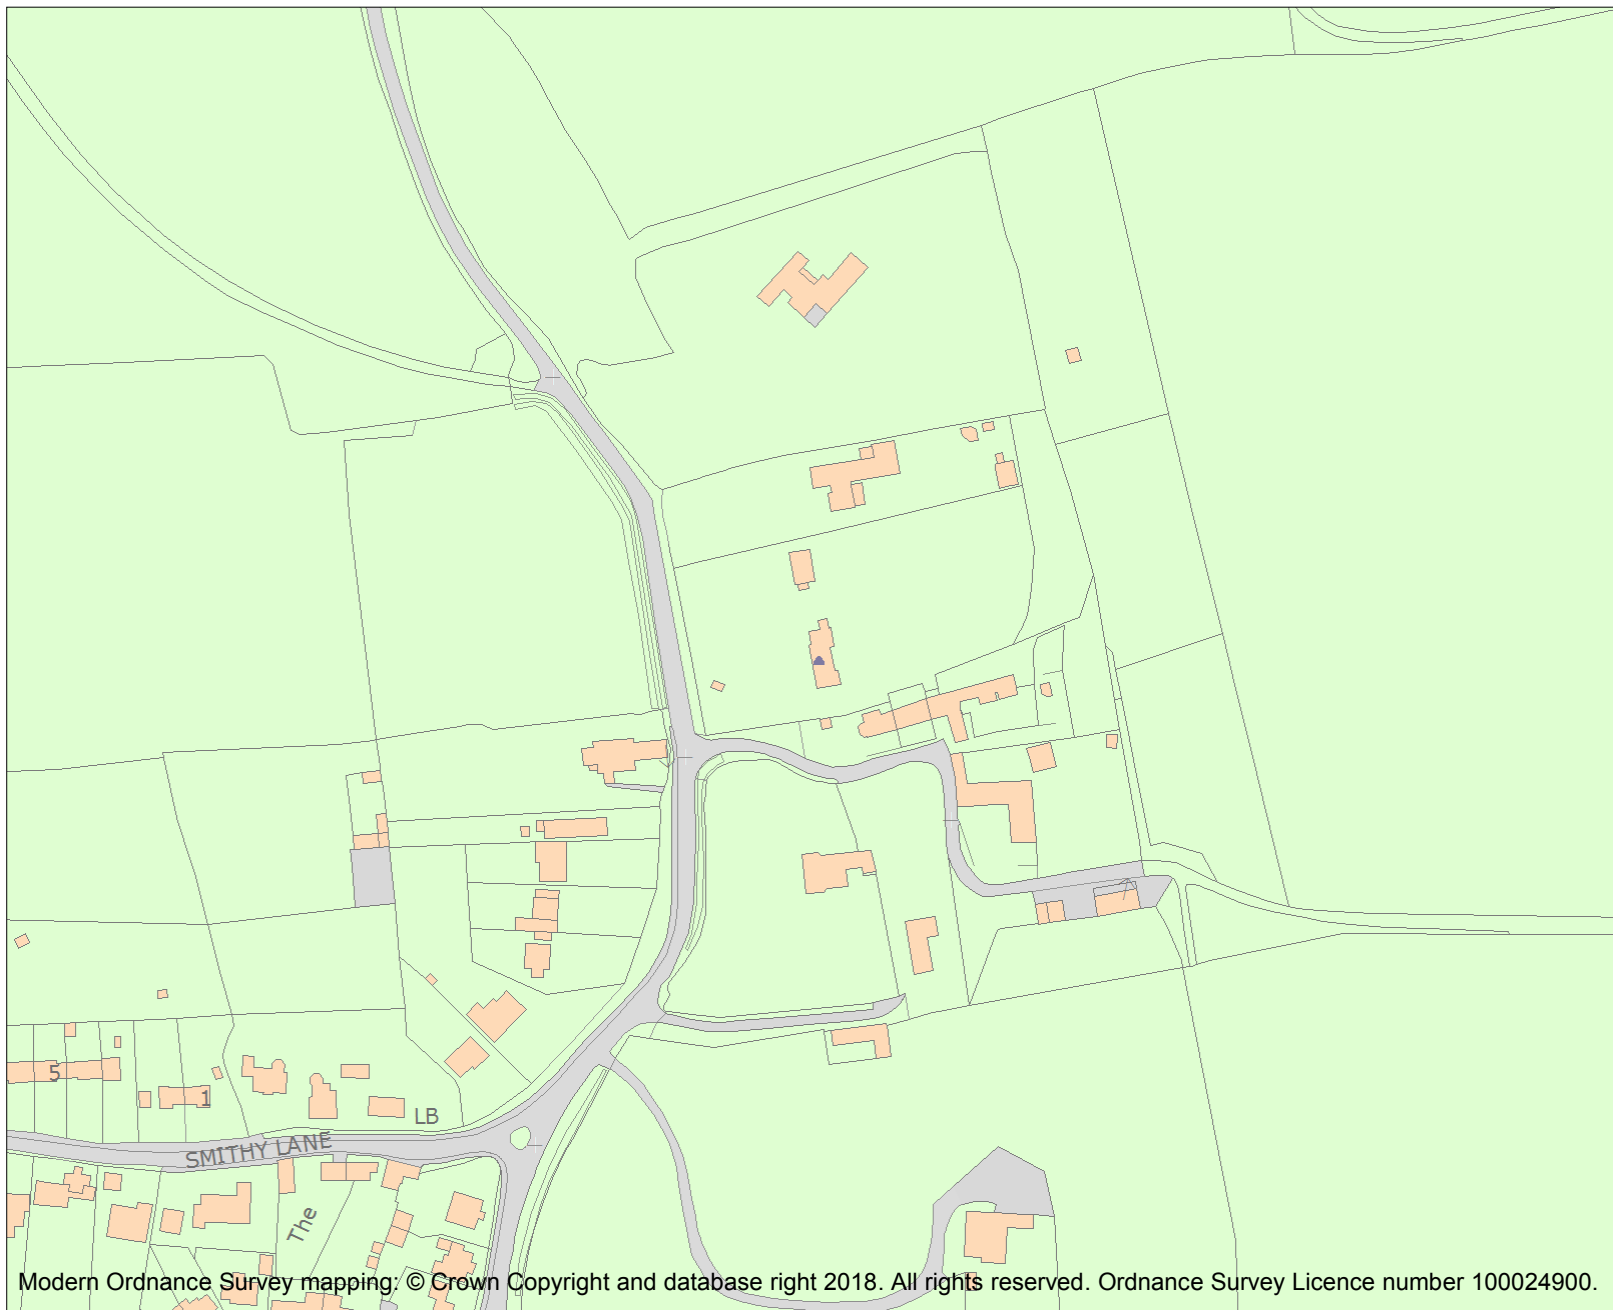 5
1
LB
SMITHY LANE
The
Modern Ordnance Survey mapping: © Crown Copyright and database right 2018. All rights reserved. Ordnance Survey Licence number 100024900.